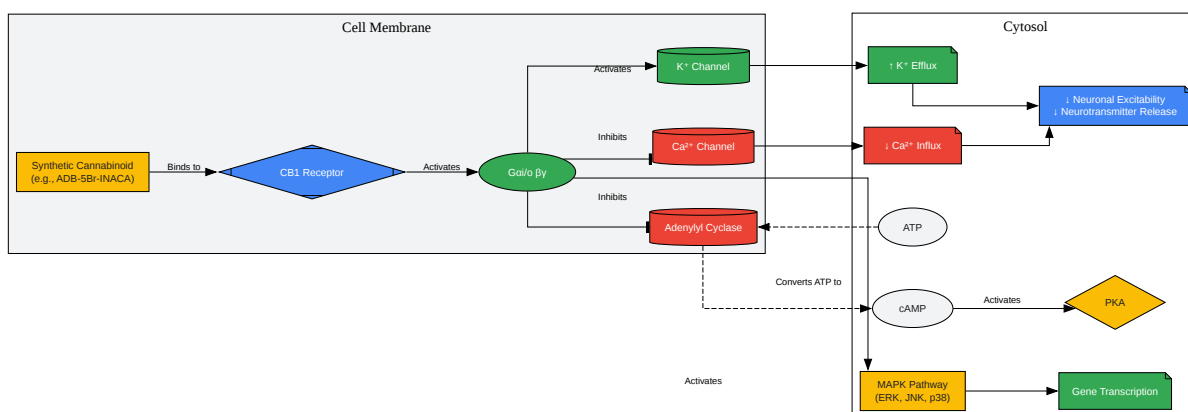 Cell Membrane
Cytosol
Activates
K⁺ Channel
↑ K⁺ Efflux
↓ Neuronal Excitability
↓ Neurotransmitter Release
Inhibits
Ca²⁺ Channel
↓ Ca²⁺ Influx
Synthetic Cannabinoid
(e.g., ADB-5Br-INACA)
Binds to
CB1 Receptor
Activates
Gαi/o βγ
Inhibits
Adenylyl Cyclase
ATP
Converts ATP to
cAMP
Activates
PKA
Activates
MAPK Pathway
(ERK, JNK, p38)
Gene Transcription